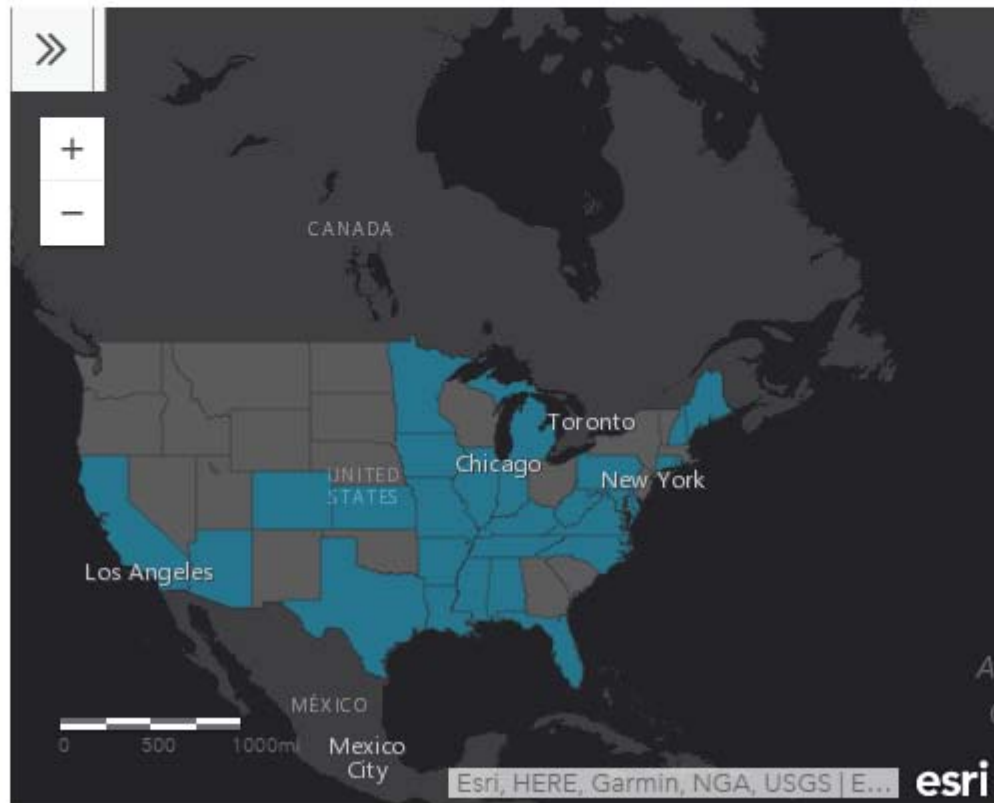 +
−
CANADA
Toronto
Chicago
UNITED
STATES
New York
Los Angeles
MÉXICO
0 500 1000mi
Mexico
City
A
Esri, HERE, Garmin, NGA, USGS | E...
esri